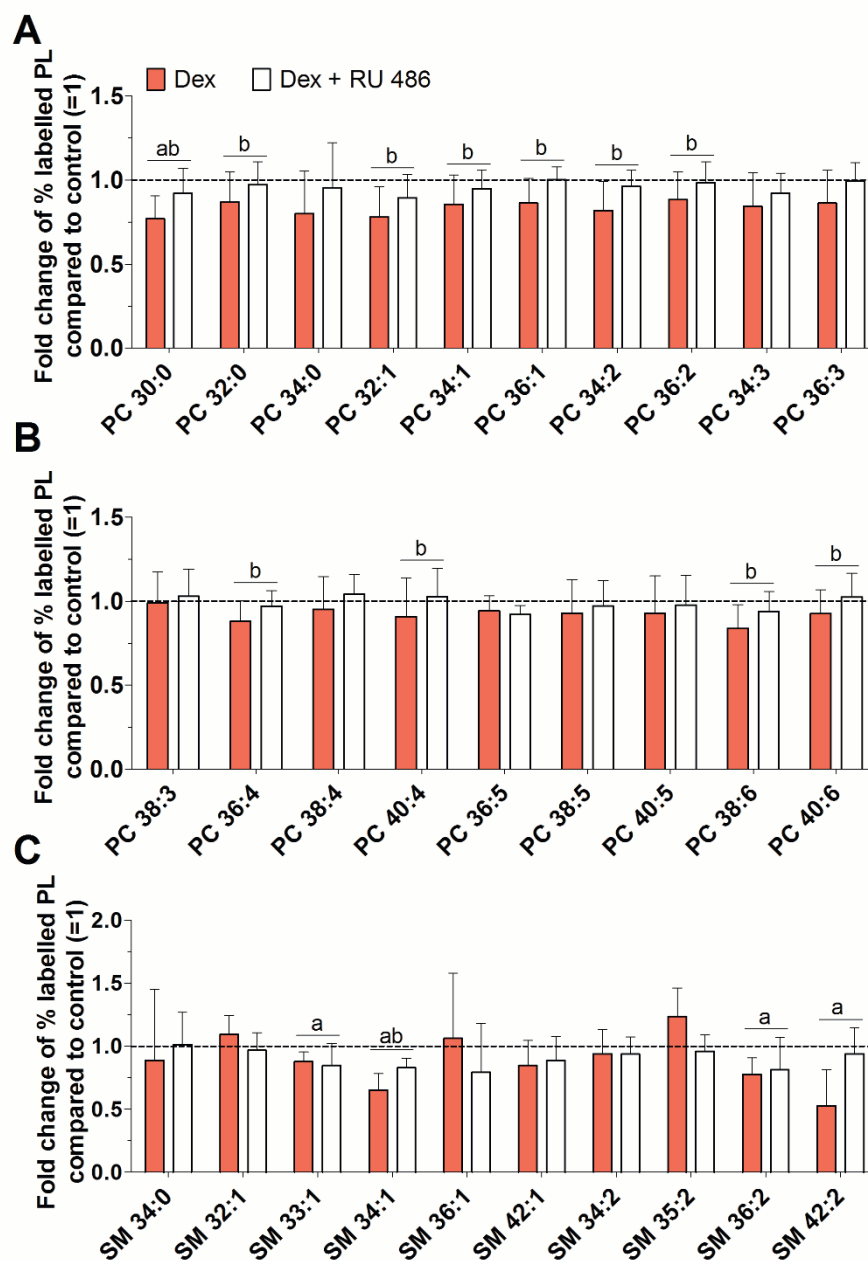 A
Dex
Dex + RU 486
Fold change of % labelled PL
compared to control (=1)
1.5
1.0
0.5
0.0
ab
b
b
b
b
b
b
PC 30:0
PC 32:0
PC 34:0
PC 32:1
PC 34:1
PC 36:1
PC 34:2
PC 36:2
PC 34:3
PC 36:3
B
Fold change of % labelled PL
compared to control (=1)
1.5
1.0
0.5
0.0
b
b
b
b
PC 38:3
PC 36:4
PC 38:4
PC 40:4
PC 36:5
PC 38:5
PC 40:5
PC 38:6
PC 40:6
C
Fold change of % labelled PL
compared to control (=1)
2.0
1.5
1.0
0.5
0.0
a
ab
a
a
SM 34:0
SM 32:1
SM 33:1
SM 34:1
SM 36:1
SM 42:1
SM 34:2
SM 35:2
SM 36:2
SM 42:2